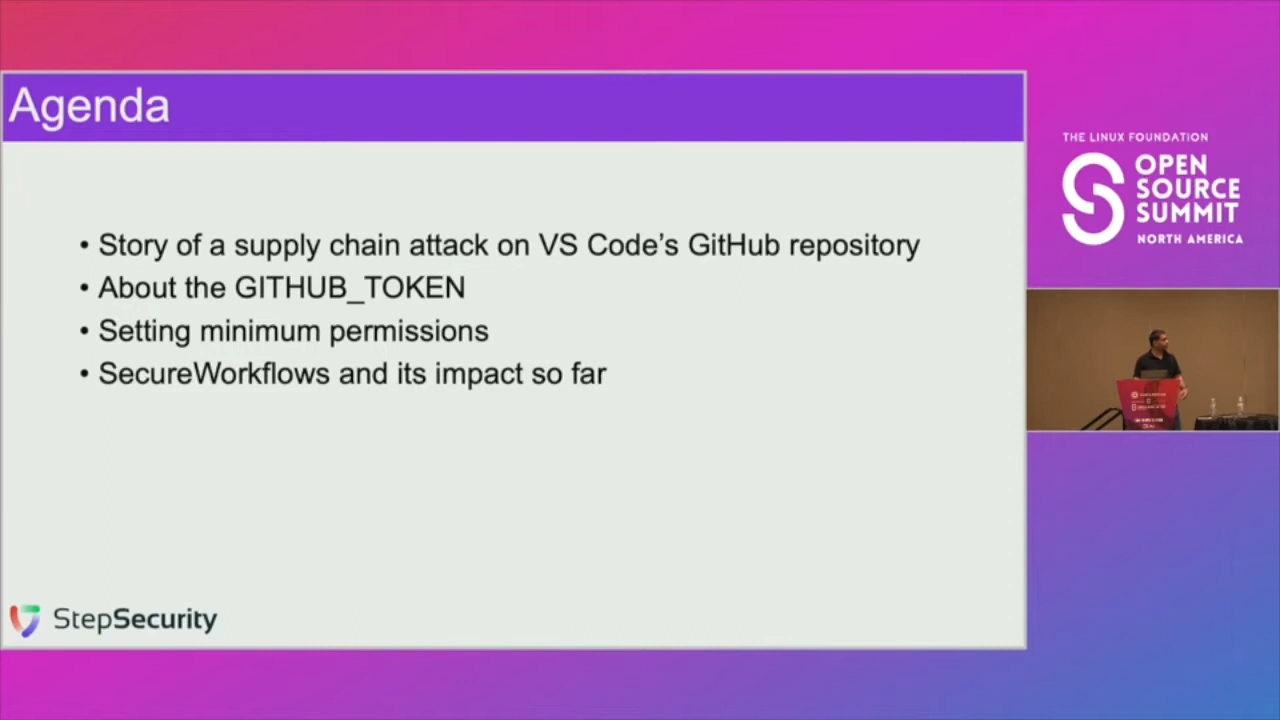 Agenda
• Story of a supply chain attack on VS Code’s GitHub repository
• About the GITHUB_TOKEN
• Setting minimum permissions
• SecureWorkflows and its impact so far
StepSecurity
THE LINUX FOUNDATION
OPEN
SOURCE
SUMMIT
NORTH AMERICA